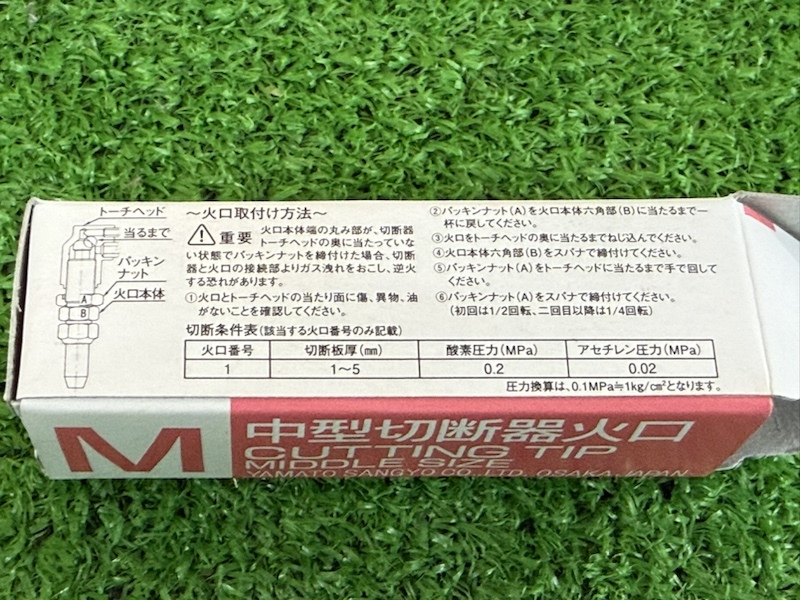 トーチヘッド
当るまで
パッキン
ナット
火口本体
A
B
～火口取付け方法～
重要 火口本体端の丸み部が、切断器
トーチヘッドの奥に当たっていな
い状態でパッキンナットを締付けた場合、切断
器と火口の接続部よりガス洩れをおこし、逆火
する恐れがあります。
①火口とトーチヘッドの当たり面に傷、異物、油
がないことを確認してください。
②パッキンナット(A)を火口本体六角部(B)に当たるまで一
杯に戻してください。
③火口をトーチヘッドの奥に当たるまでねじ込んでください。
④火口本体六角部(B)をスパナで締付けてください。
⑤パッキンナット(A)をトーチヘッドに当たるまで手で回して
ください。
⑥パッキンナット(A)をスパナで締付けてください。
(初回は1/2回転、二回目以降は1/4回転)
切断条件表(該当する火口番号のみ記載)
火口番号 切断板厚(mm) 酸素圧力(MPa) アセチレン圧力(MPa)
1 1～5 0.2 0.02
圧力換算は、0.1MPa≒1kg/cm²となります。
M 中型切断器火口
CUTTING TIP
MIDDLE SIZE
YAMATO SANGYO CO., LTD. OSAKA JAPAN